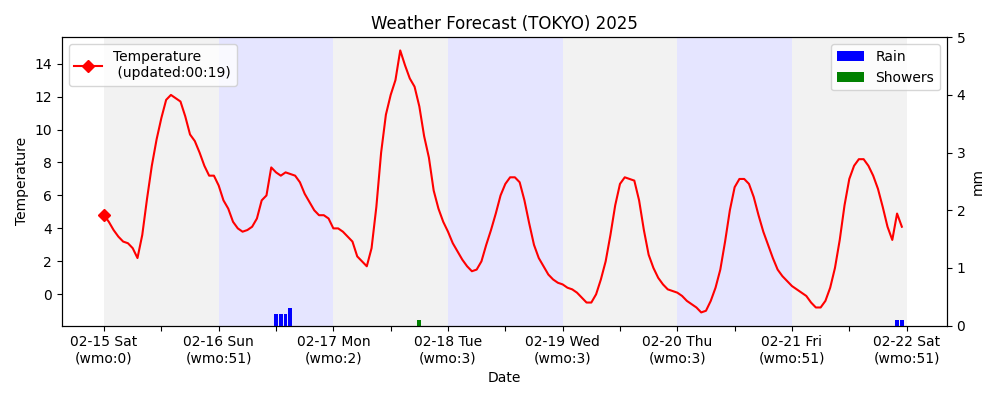 Weather Forecast (TOKYO) 2025
Temperature
(updated:00:19)
Rain
Showers
Temperature
14
12
10
8
6
4
2
0
5
4
3
2
1
0
mm
02-15 Sat
(wmo:0)
02-16 Sun
(wmo:51)
02-17 Mon
(wmo:2)
02-18 Tue
(wmo:3)
02-19 Wed
(wmo:3)
02-20 Thu
(wmo:3)
02-21 Fri
(wmo:51)
02-22 Sat
(wmo:51)
Date